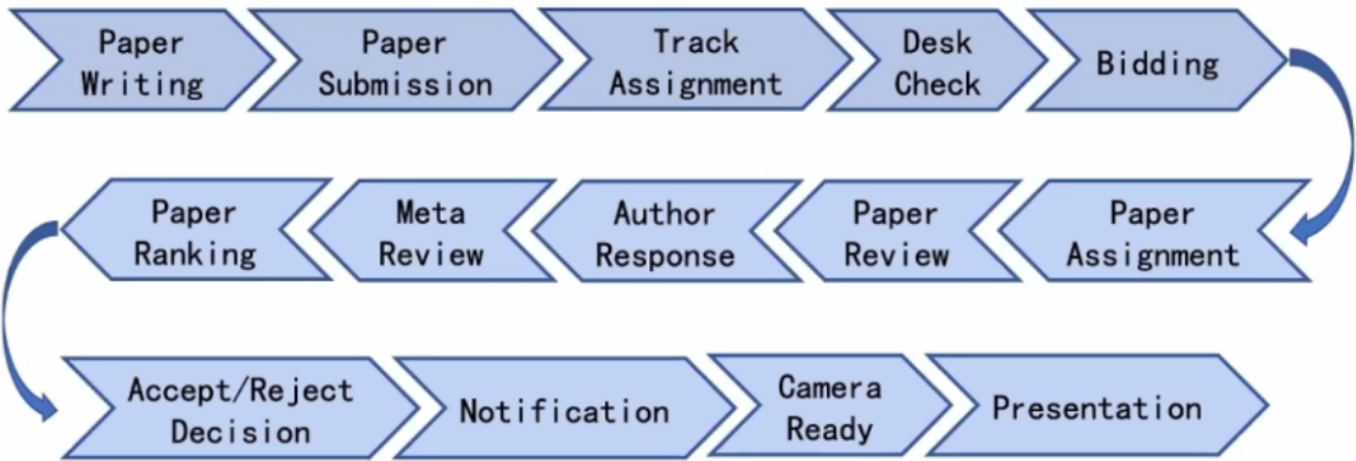 Paper
Writing
Paper
Submission
Track
Assignment
Desk
Check
Bidding
Paper
Assignment
Paper
Review
Author
Response
Meta
Review
Paper
Ranking
Accept/Reject
Decision
Notification
Camera
Ready
Presentation